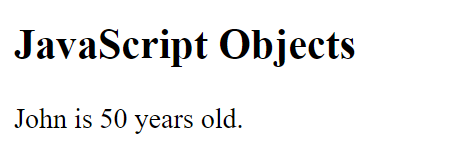 JavaScript Objects
John is 50 years old.